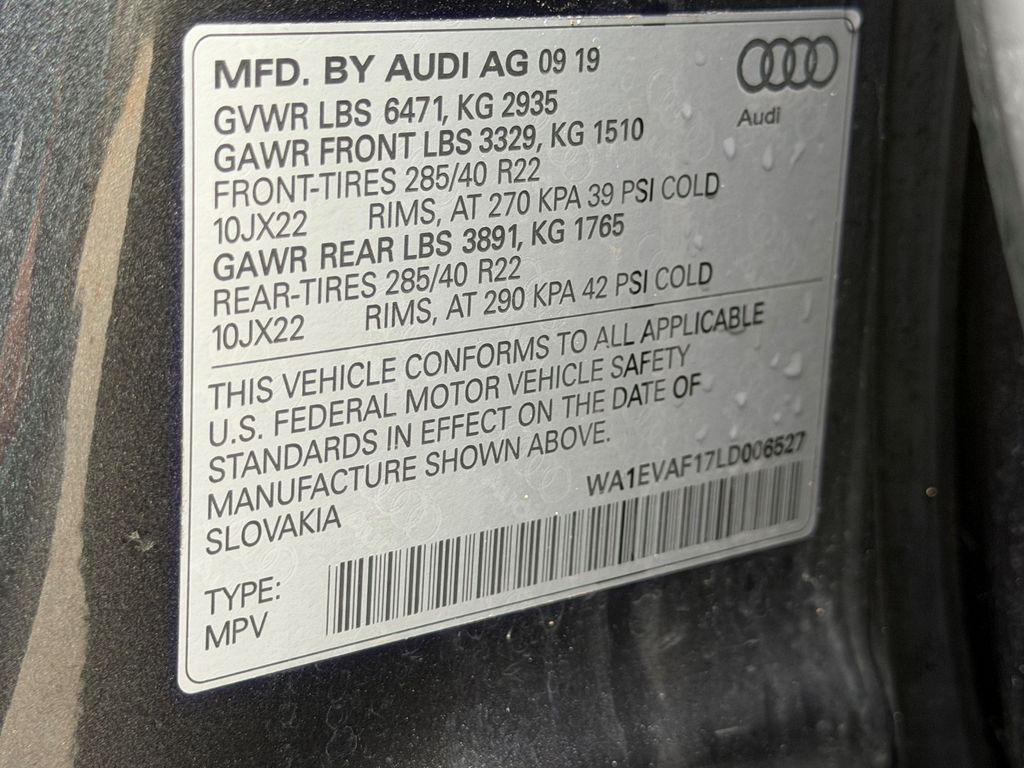 MFD. BY AUDI AG 09 19
GVWR LBS 6471, KG 2935
GAWR FRONT LBS 3329, KG 1510
FRONT-TIRES 285/40 R22
10JX22 RIMS, AT 270 KPA 39 PSI COLD
GAWR REAR LBS 3891, KG 1765
REAR-TIRES 285/40 R22
10JX22 RIMS, AT 290 KPA 42 PSI COLD
Audi
THIS VEHICLE CONFORMS TO ALL APPLICABLE
U.S. FEDERAL MOTOR VEHICLE SAFETY
STANDARDS IN EFFECT ON THE DATE OF
MANUFACTURE SHOWN ABOVE.
SLOVAKIA
WA1EVAF17LD006527
TYPE:
MPV